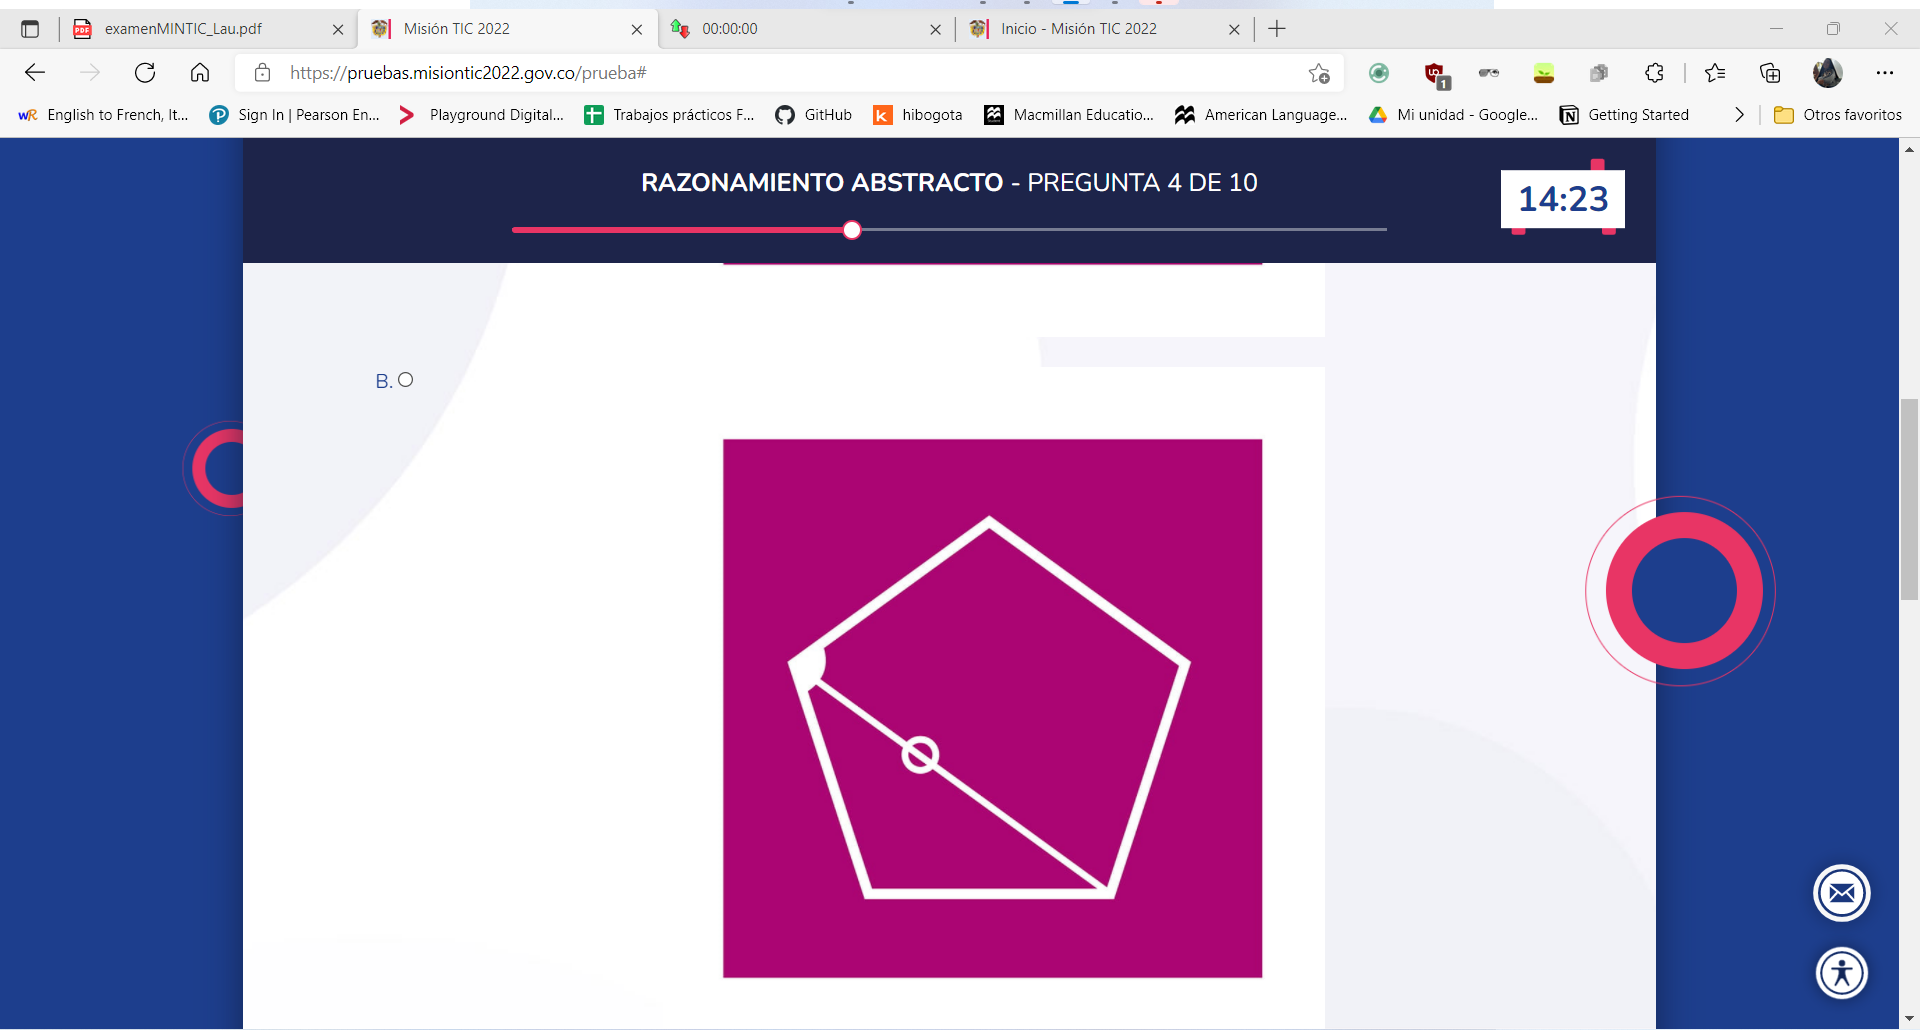 examenMINTIC_Lau.pdf
Misión TIC 2022
00:00:00
Inicio - Misión TIC 2022
https://pruebas.misiontic2022.gov.co/prueba#
1
English to French, It...
Sign In | Pearson En...
Playground Digital...
Trabajos prácticos F...
GitHub
hibogota
Macmillan Educatio...
American Language...
Mi unidad - Google...
Getting Started
Otros favoritos
RAZONAMIENTO ABSTRACTO - PREGUNTA 4 DE 10
14:23
B.